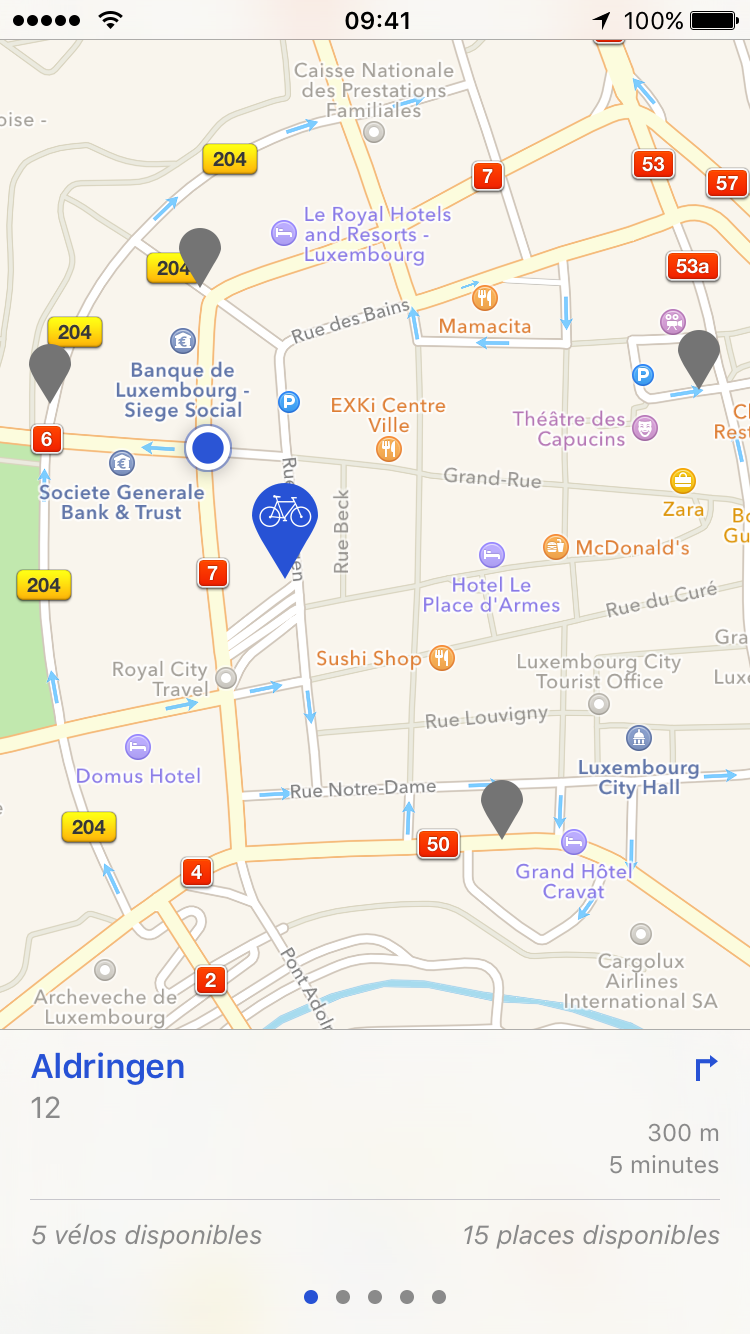 09:41
100%
Caisse Nationale
des Prestations
Familiales
oise -
204
7
53
57
Le Royal Hotels
and Resorts -
Luxembourg
204
53a
Rue des Bains
Mamacita
204
Banque de
Luxembourg -
Siege Social
P
P
EXKi Centre
Ville
Théâtre des
Capucins
6
Societe Generale
Bank & Trust
Grand-Rue
Zara
Rue Beck
McDonald's
Hotel Le
Place d'Armes
7
204
Rue du Curé
Royal City
Travel
Sushi Shop
Luxembourg City
Tourist Office
Rue Louvigny
Domus Hotel
Luxembourg
City Hall
Rue Notre-Dame
204
50
4
Grand Hôtel
Cravat
2
Cargolux
Airlines
International SA
Archeveche de
Luxembourg
Aldringen
12
300 m
5 minutes
5 vélos disponibles
15 places disponibles